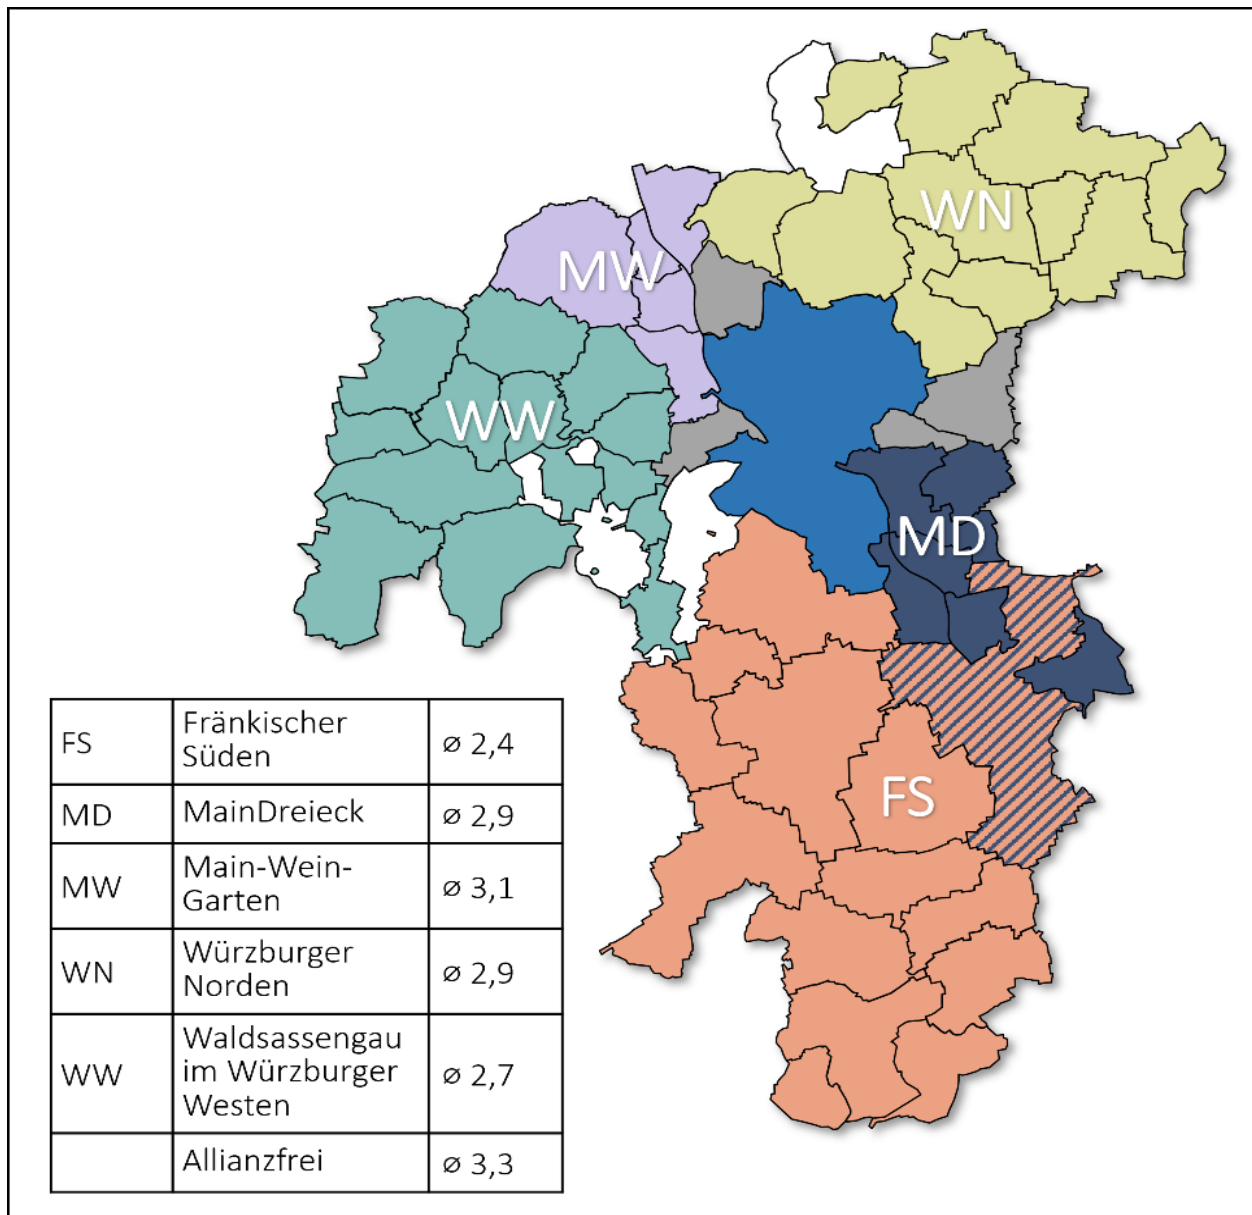 WN
MW
WW
MD
FS
FS Fränkischer
Süden ⌀ 2,4
MD MainDreieck ⌀ 2,9
MW Main-Wein-
Garten ⌀ 3,1
WN Würzburger
Norden ⌀ 2,9
WW Waldsassengau
im Würzburger
Westen ⌀ 2,7
Allianzfrei ⌀ 3,3